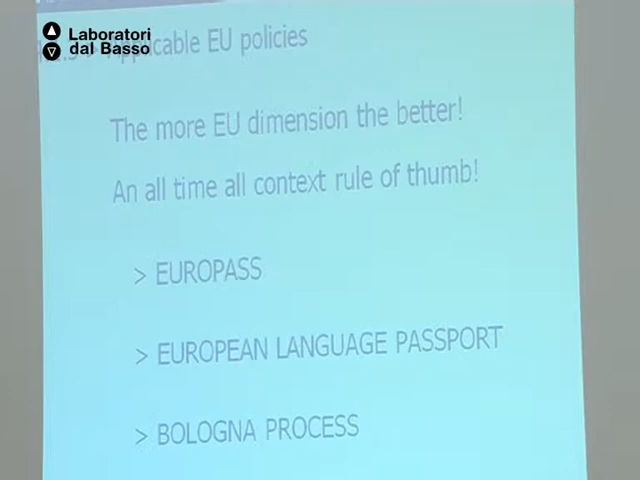 Laboratori
dal Basso
Applicable EU policies
The more EU dimension the better!
An all time all context rule of thumb!
> EUROPASS
> EUROPEAN LANGUAGE PASSPORT
> BOLOGNA PROCESS